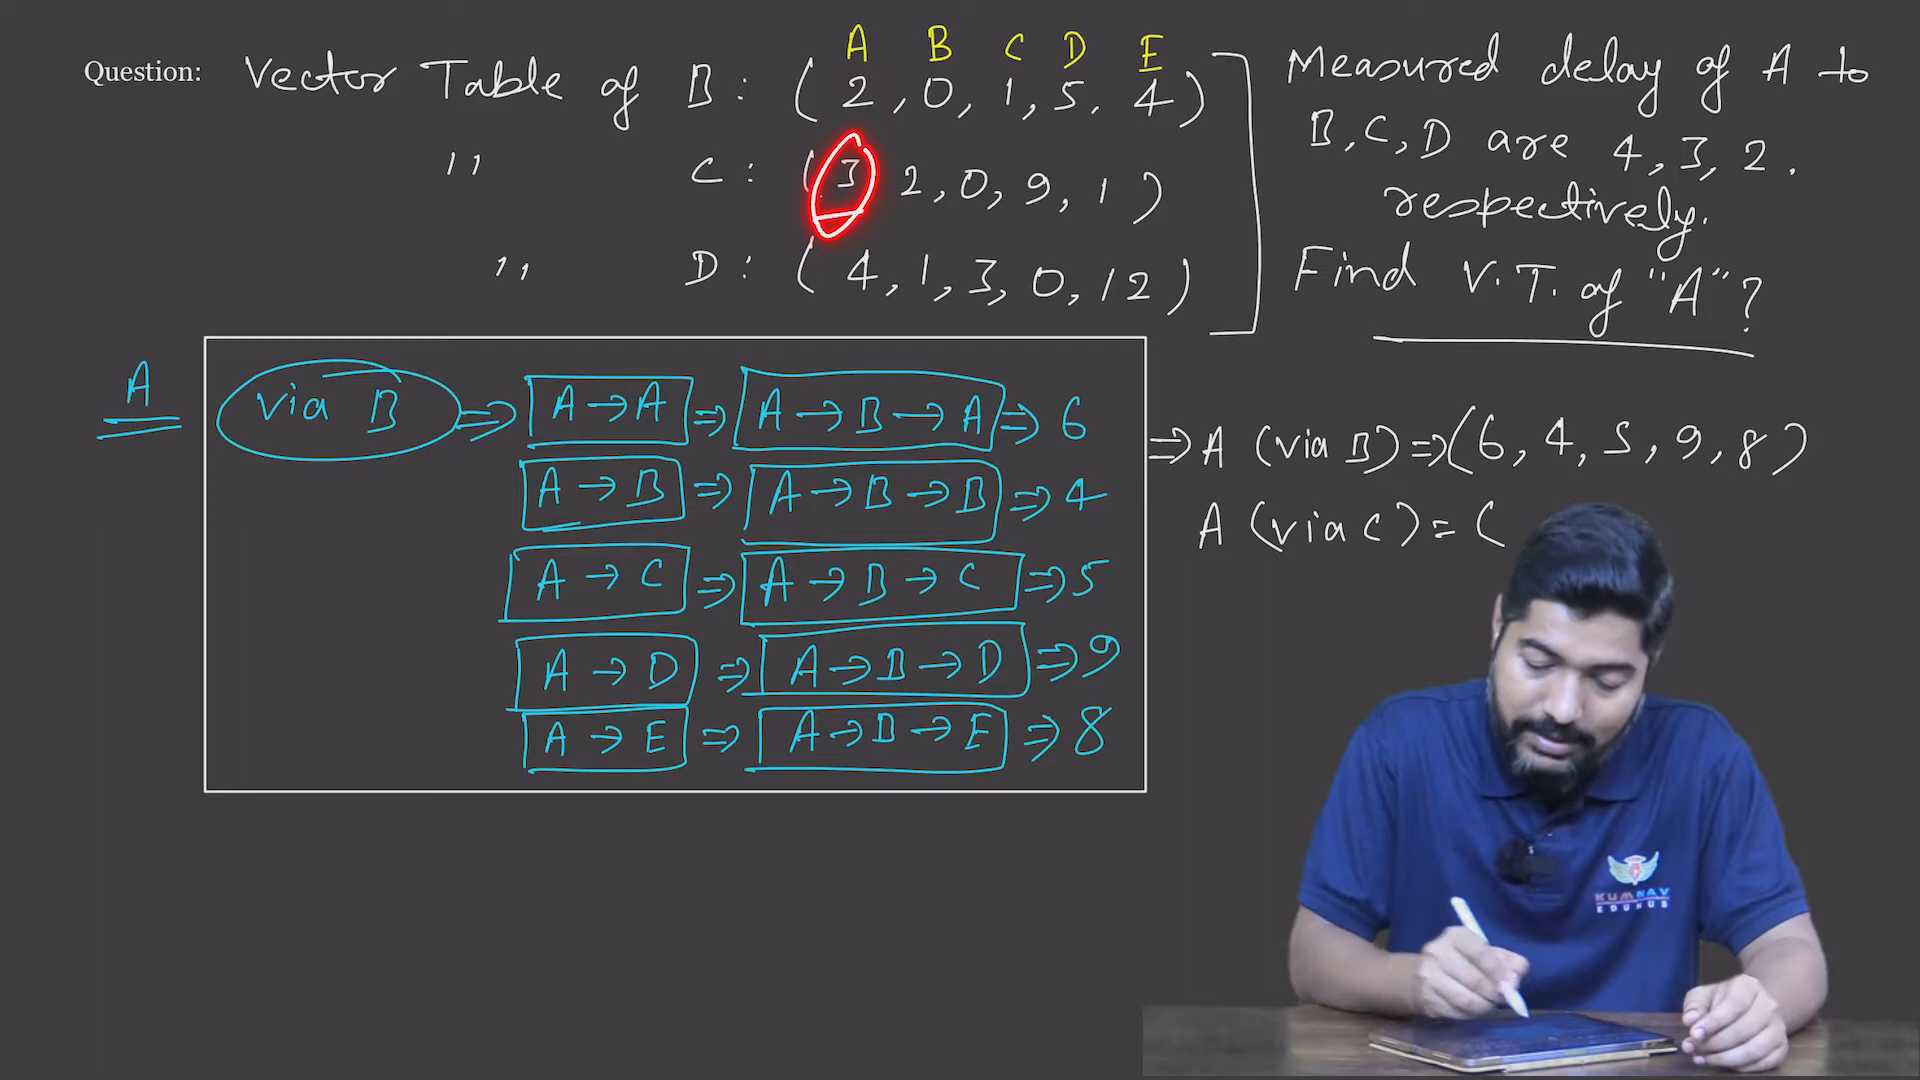 A B C D E
Question: Vector Table of B : ( 2 , 0 , 1 , 5 . 4 )
" C : ( 3 2 , 0 , 9 , 1 )
" D : ( 4 , 1 , 3 , 0 , 12 )
Measured delay of A to
B, C, D are 4, 3, 2.
respectively.
Find V.T. of "A"?
A
via B ⇒ A → A ⇒ A → B → A ⇒ 6
A → B ⇒ A → B → B ⇒ 4
A → C ⇒ A → B → C ⇒ 5
A → D ⇒ A → B → D ⇒ 9
A → E ⇒ A → B → E ⇒ 8
⇒ A (via B) ⇒ (6, 4, 5, 9, 8)
A (via C) = (
KUMNAV
EDUHUB